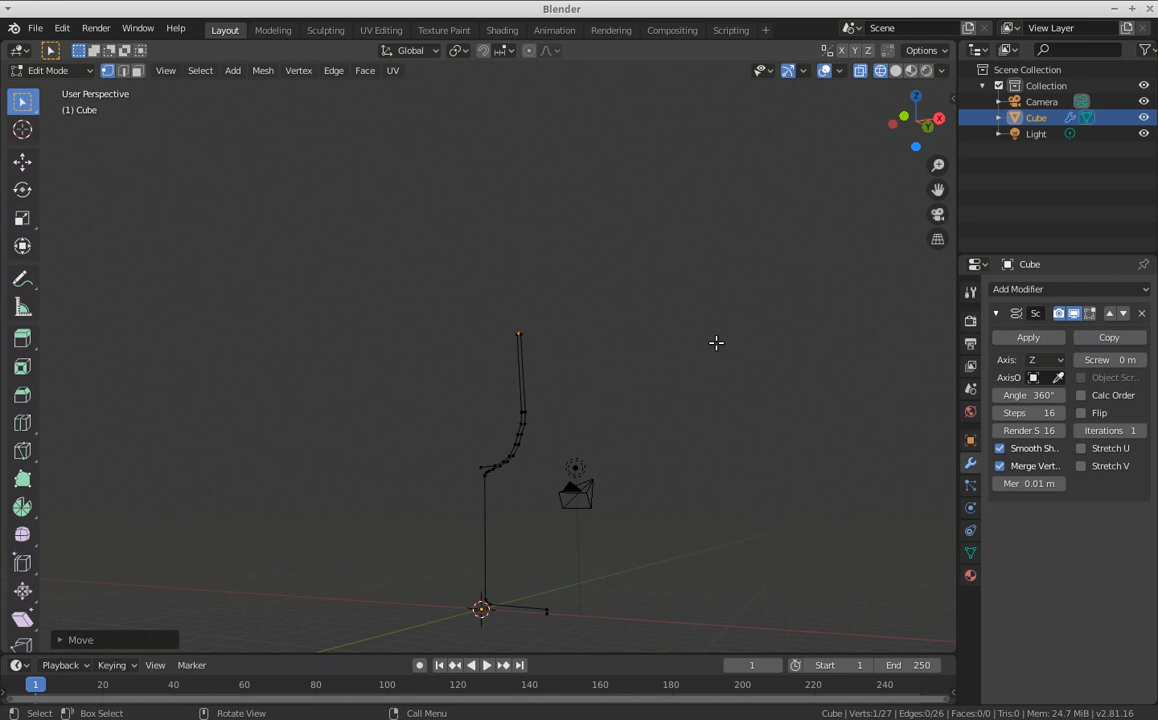 Blender
File Edit Render Window Help Layout Modeling Sculpting UV Editing Texture Paint Shading Animation Rendering Compositing Scripting + Scene View Layer
Global X Y Z Options
Edit Mode View Select Add Mesh Vertex Edge Face UV
User Perspective
(1) Cube
Z
X
Y
Scene Collection
Collection
Camera
Cube
Light
Cube
Add Modifier
Sc
Apply Copy
Axis: Z Screw 0 m
AxisO Object Scr..
Angle 360° Calc Order
Steps 16 Flip
Render S 16 Iterations 1
Smooth Sh.. Stretch U
Merge Vert.. Stretch V
Mer 0.01 m
Move
Playback Keying View Marker 1 Start 1 End 250
1 20 40 60 80 100 120 140 160 180 200 220 240
Select Box Select Rotate View Call Menu Cube | Verts:1/27 | Edges:0/26 | Faces:0/0 | Tris:0 | Mem: 24.7 MiB | v2.81.16